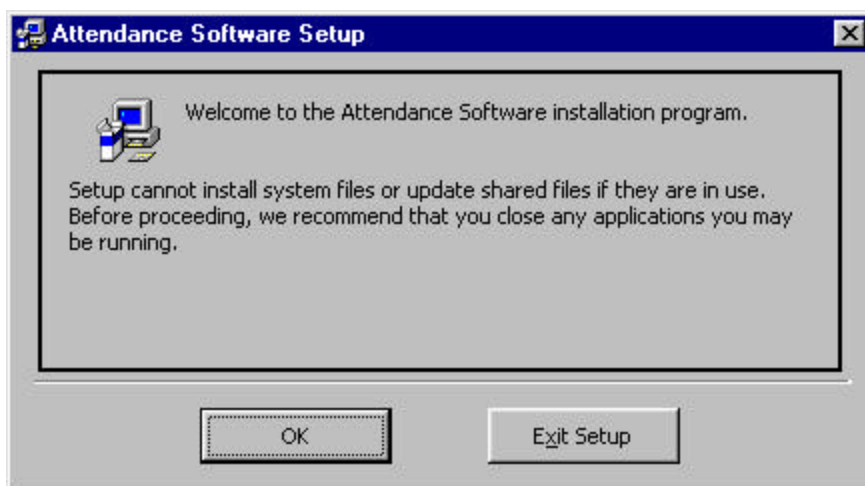 Attendance Software Setup
Welcome to the Attendance Software installation program.
Setup cannot install system files or update shared files if they are in use.
Before proceeding, we recommend that you close any applications you may
be running.
OK
Exit Setup